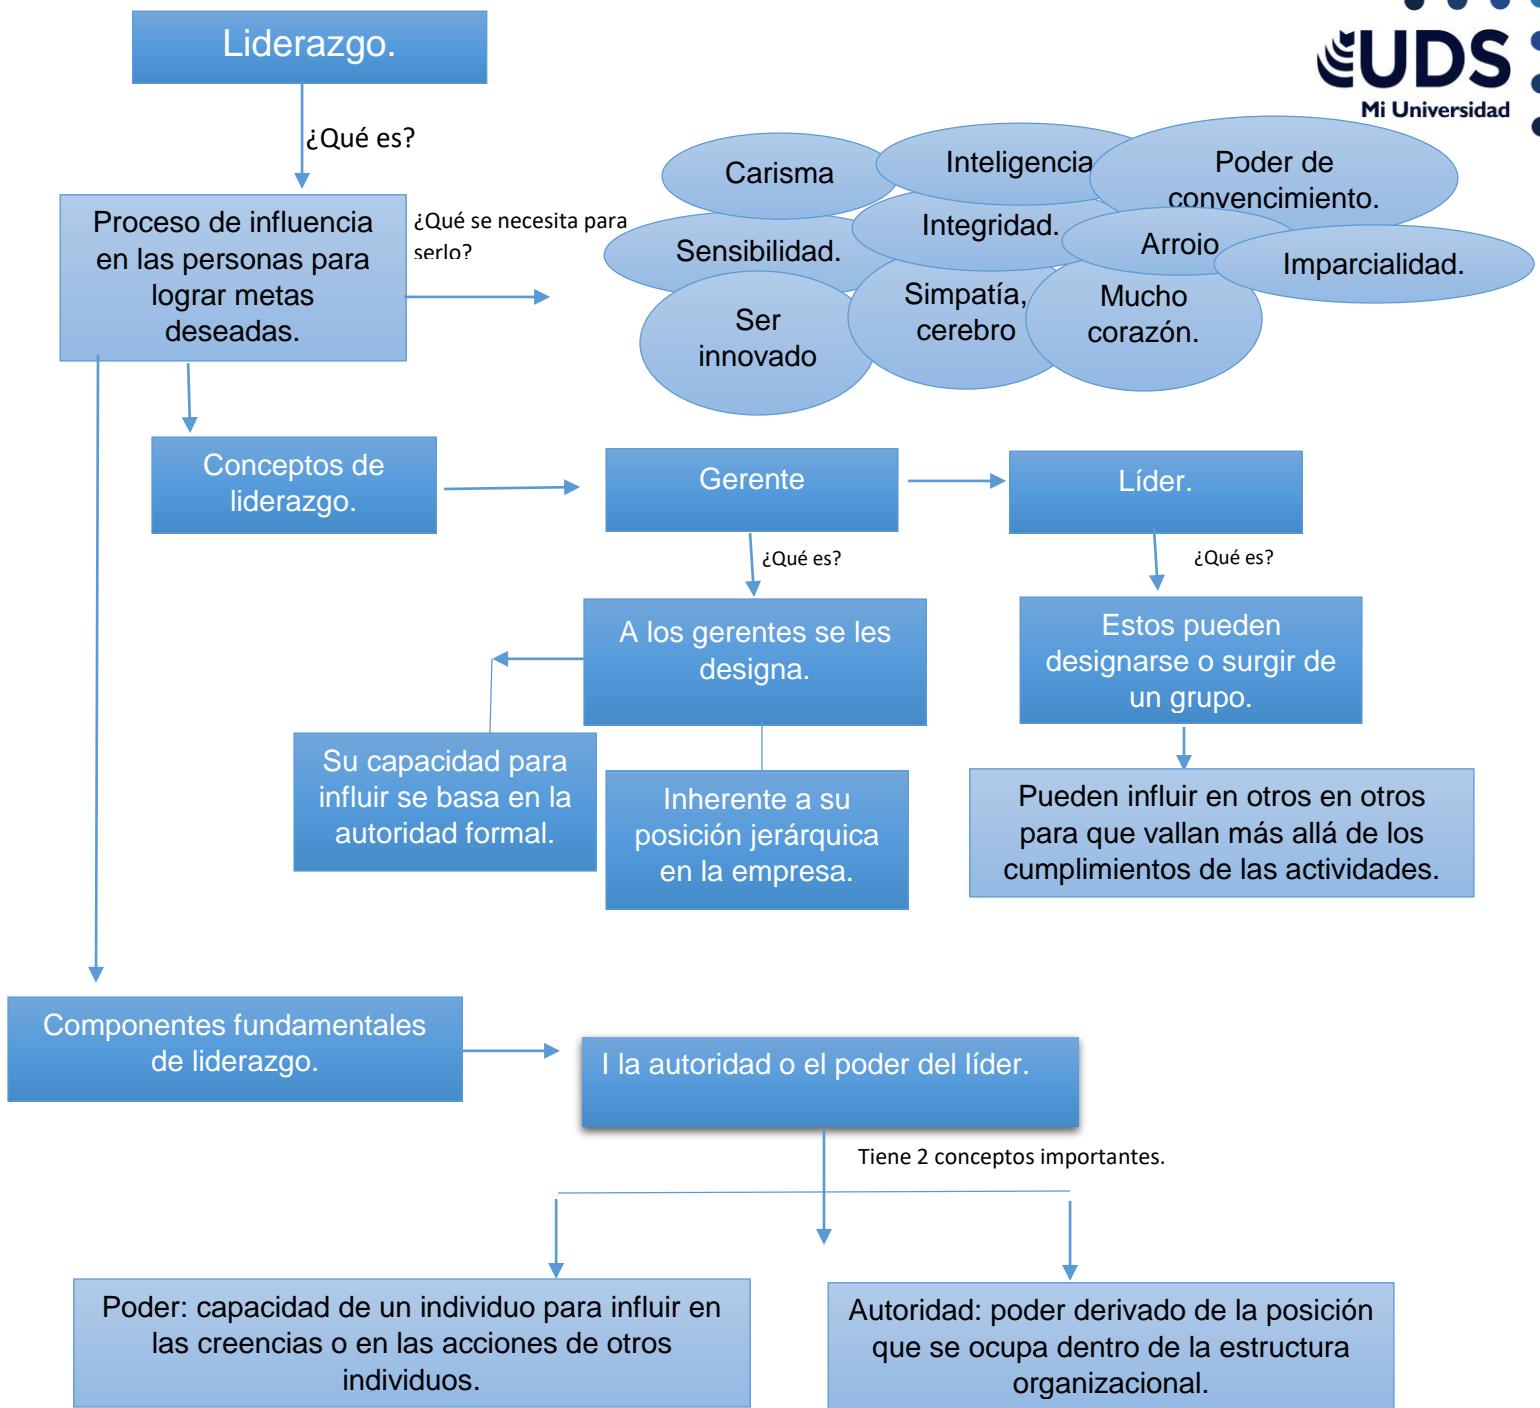 Liderazgo.
UDS
Mi Universidad
¿Qué es?
Proceso de influencia
en las personas para
lograr metas
deseadas.
¿Qué se necesita para
serlo?
Carisma
Inteligencia
Poder de
convencimiento.
Sensibilidad.
Integridad.
Arrojo
Imparcialidad.
Ser
innovado
Simpatía,
cerebro
Mucho
corazón.
Conceptos de
liderazgo.
Gerente
Líder.
¿Qué es?
¿Qué es?
A los gerentes se les
designa.
Estos pueden
designarse o surgir de
un grupo.
Su capacidad para
influir se basa en la
autoridad formal.
Inherente a su
posición jerárquica
en la empresa.
Pueden influir en otros en otros
para que vallan más allá de los
cumplimientos de las actividades.
Componentes fundamentales
de liderazgo.
I la autoridad o el poder del líder.
Tiene 2 conceptos importantes.
Poder: capacidad de un individuo para influir en
las creencias o en las acciones de otros
individuos.
Autoridad: poder derivado de la posición
que se ocupa dentro de la estructura
organizacional.